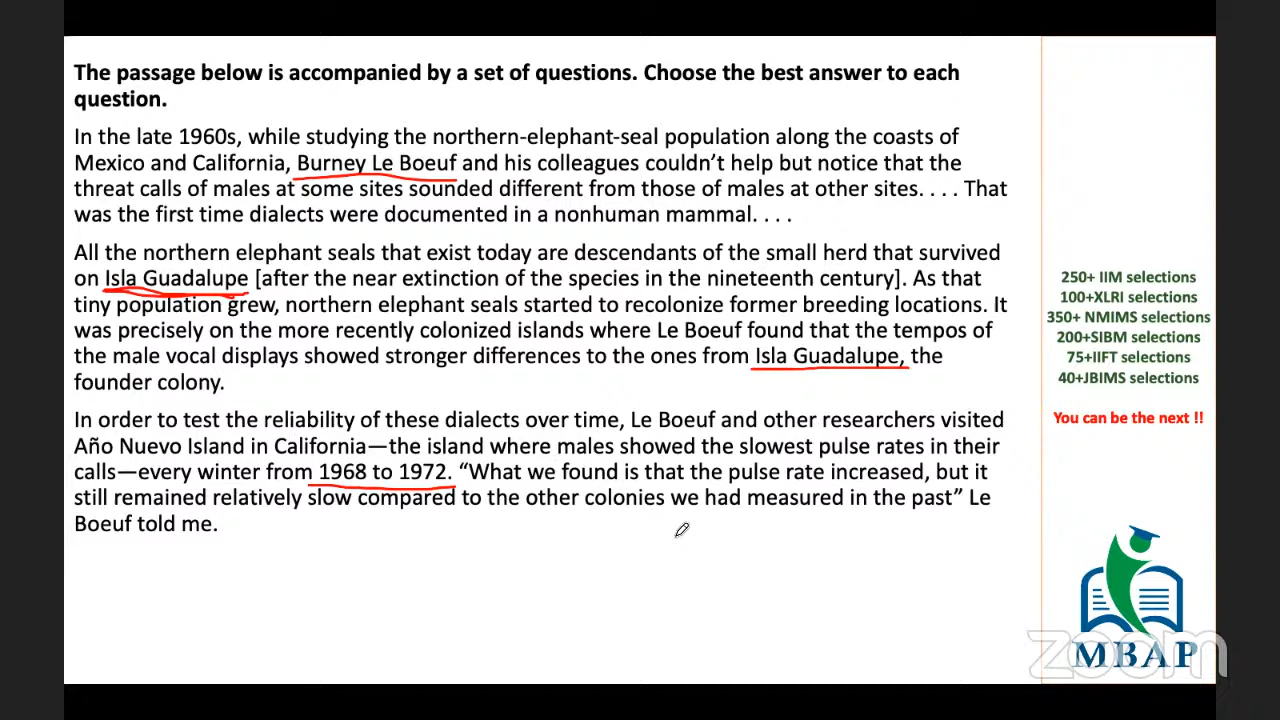 The passage below is accompanied by a set of questions. Choose the best answer to each
question.
In the late 1960s, while studying the northern-elephant-seal population along the coasts of
Mexico and California, Burney Le Boeuf and his colleagues couldn’t help but notice that the
threat calls of males at some sites sounded different from those of males at other sites. . . . That
was the first time dialects were documented in a nonhuman mammal. . . .
All the northern elephant seals that exist today are descendants of the small herd that survived
on Isla Guadalupe [after the near extinction of the species in the nineteenth century]. As that
tiny population grew, northern elephant seals started to recolonize former breeding locations. It
was precisely on the more recently colonized islands where Le Boeuf found that the tempos of
the male vocal displays showed stronger differences to the ones from Isla Guadalupe, the
founder colony.
In order to test the reliability of these dialects over time, Le Boeuf and other researchers visited
Año Nuevo Island in California—the island where males showed the slowest pulse rates in their
calls—every winter from 1968 to 1972. “What we found is that the pulse rate increased, but it
still remained relatively slow compared to the other colonies we had measured in the past” Le
Boeuf told me.
250+ IIM selections
100+XLRI selections
350+ NMIMS selections
200+SIBM selections
75+IIFT selections
40+JBIMS selections
You can be the next !!
zoom
MBAP